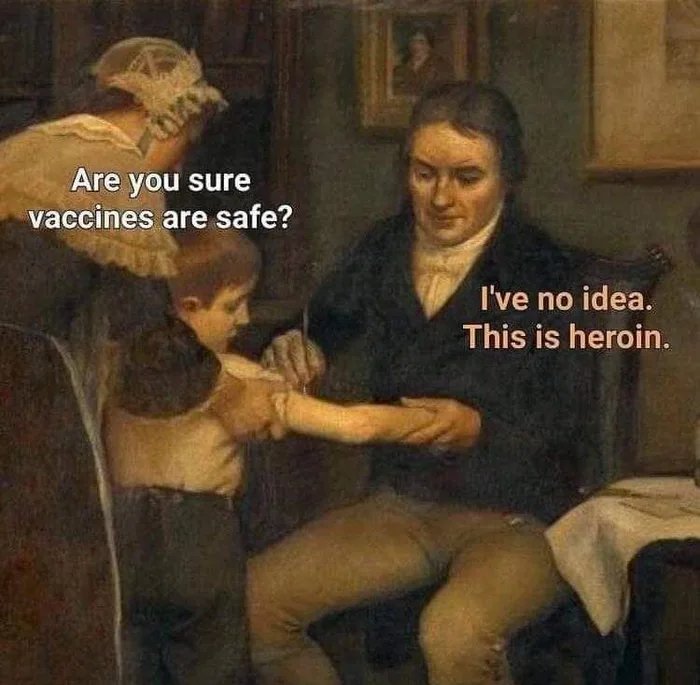 Are you sure
vaccines are safe?
I've no idea.
This is heroin.